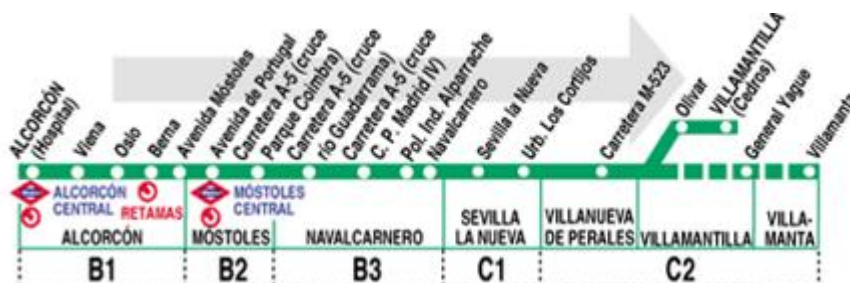 ALCORCÓN
(Hospital)
Viena
Oslo
Berna
Avenida Móstoles
Avenida de Portugal
Carretera A-5 (cruce
Parque Coimbra)
Carretera A-5 (cruce
río Guadarrama)
Carretera A-5 (cruce
C. P. Madrid IV)
Pol. Ind. Alparrache
Navalcarnero
Sevilla la Nueva
Urb. Los Cortijos
Carretera M-523
Olivar
VILLAMANTILLA
(Cedros)
General Yague
Villamanta
ALCORCÓN
CENTRAL
RETAMAS
MÓSTOLES
CENTRAL
ALCORCÓN
MÓSTOLES
NAVALCARNERO
SEVILLA
LA NUEVA
VILLANUEVA
DE PERALES
VILLAMANTILLA
VILLA-
MANTA
B1
B2
B3
C1
C2